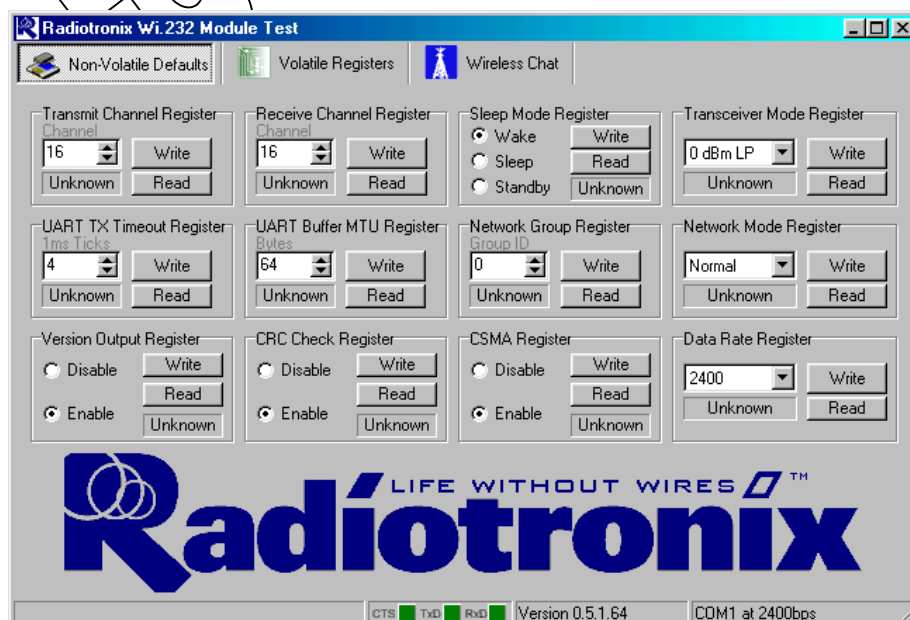 Radiotronix Wi.232 Module Test
Non-Volatile Defaults Volatile Registers Wireless Chat
Transmit Channel Register
Channel
16 Write
Unknown Read
Receive Channel Register
Channel
16 Write
Unknown Read
Sleep Mode Register
Wake Write
Sleep Read
Standby Unknown
Transceiver Mode Register
0 dBm LP Write
Unknown Read
UART TX Timeout Register
1ms Ticks
4 Write
Unknown Read
UART Buffer MTU Register
Bytes
64 Write
Unknown Read
Network Group Register
Group ID
0 Write
Unknown Read
Network Mode Register
Normal Write
Unknown Read
Version Output Register
Disable Write
Read
Enable Unknown
CRC Check Register
Disable Write
Read
Enable Unknown
CSMA Register
Disable Write
Read
Enable Unknown
Data Rate Register
2400 Write
Unknown Read
LIFE WITHOUT WIRES ™
Radiotronix
CTS TxD RxD Version 0.5.1.64 COM1 at 2400bps